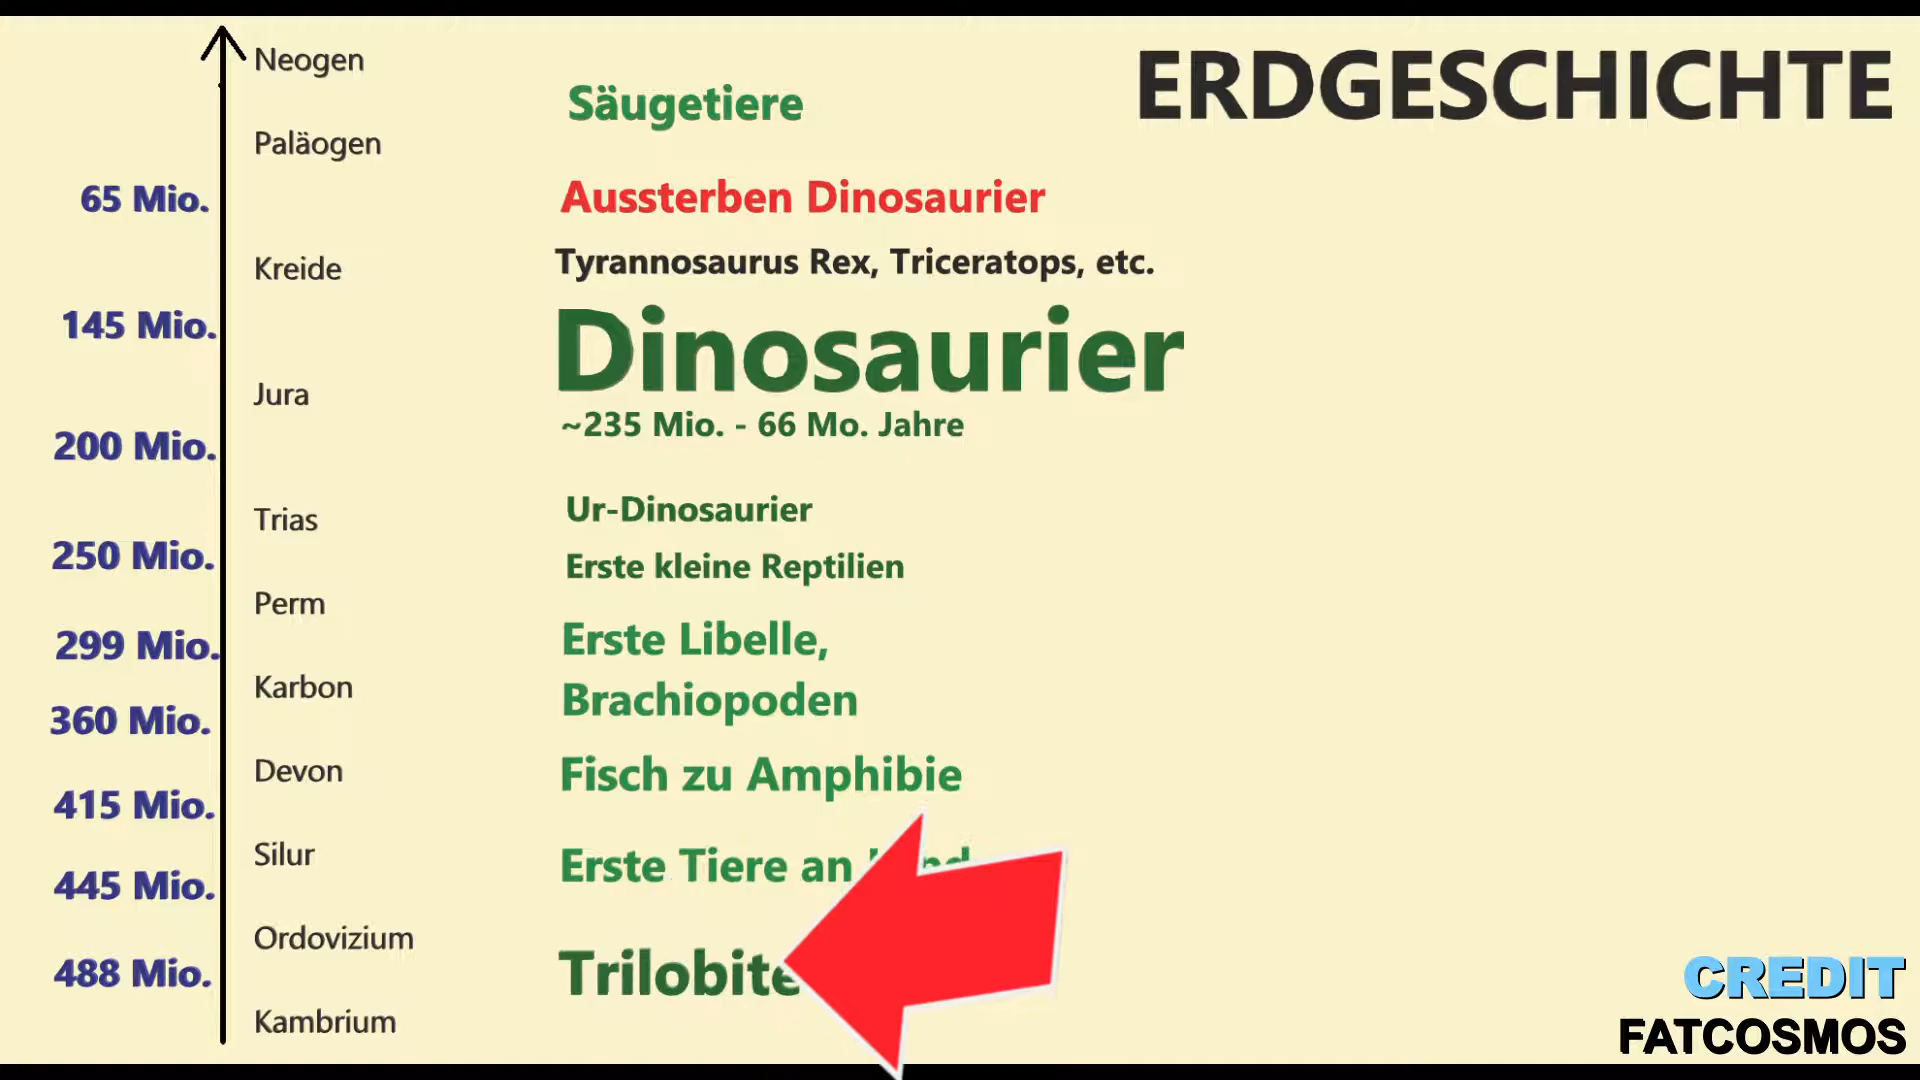 ERDGESCHICHTE
Neogen
Säugetiere
Paläogen
65 Mio.
Aussterben Dinosaurier
Kreide
Tyrannosaurus Rex, Triceratops, etc.
145 Mio.
Dinosaurier
Jura
~235 Mio. - 66 Mo. Jahre
200 Mio.
Trias
Ur-Dinosaurier
250 Mio.
Erste kleine Reptilien
Perm
299 Mio.
Erste Libelle,
Karbon
Brachiopoden
360 Mio.
Devon
Fisch zu Amphibie
415 Mio.
Silur
Erste Tiere an
445 Mio.
Ordovizium
488 Mio.
Trilobite
Kambrium
CREDIT
FATCOSMOS